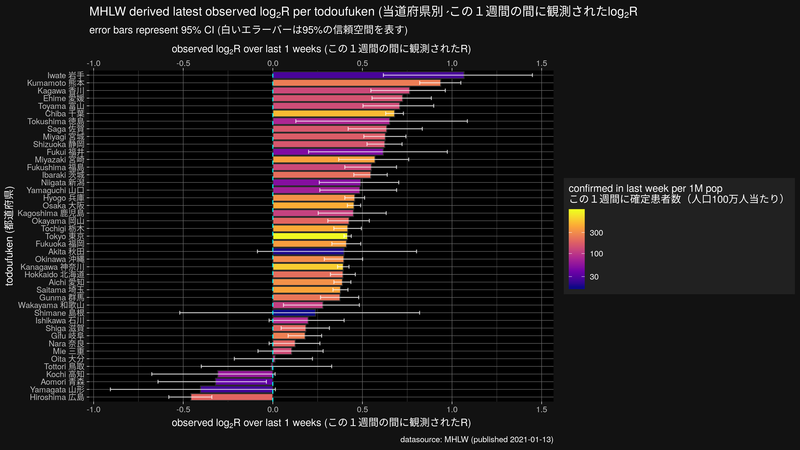 MHLW derived latest observed log₂R per todoufuken (当道府県別 -この１週間の間に観測されたlog₂R
error bars represent 95% CI (白いエラーバーは95%の信頼空間を表す)
observed log₂R over last 1 weeks (この１週間の間に観測されたR)
-1.0 -0.5 0.0 0.5 1.0 1.5
todoufuken (都道府県)
Iwate 岩手
Kumamoto 熊本
Kagawa 香川
Ehime 愛媛
Toyama 富山
Chiba 千葉
Tokushima 徳島
Saga 佐賀
Miyagi 宮城
Shizuoka 静岡
Fukui 福井
Miyazaki 宮崎
Fukushima 福島
Ibaraki 茨城
Niigata 新潟
Yamaguchi 山口
Hyogo 兵庫
Osaka 大阪
Kagoshima 鹿児島
Okayama 岡山
Tochigi 栃木
Tokyo 東京
Fukuoka 福岡
Akita 秋田
Okinawa 沖縄
Kanagawa 神奈川
Hokkaido 北海道
Aichi 愛知
Saitama 埼玉
Gunma 群馬
Wakayama 和歌山
Shimane 島根
Ishikawa 石川
Shiga 滋賀
Gifu 岐阜
Nara 奈良
Mie 三重
Oita 大分
Tottori 鳥取
Kochi 高知
Aomori 青森
Yamagata 山形
Hiroshima 広島
-1.0 -0.5 0.0 0.5 1.0 1.5
observed log₂R over last 1 weeks (この１週間の間に観測されたR)
confirmed in last week per 1M pop
この１週間に確定患者数（人口100万人当たり）
300
100
30
datasource: MHLW (published 2021-01-13)